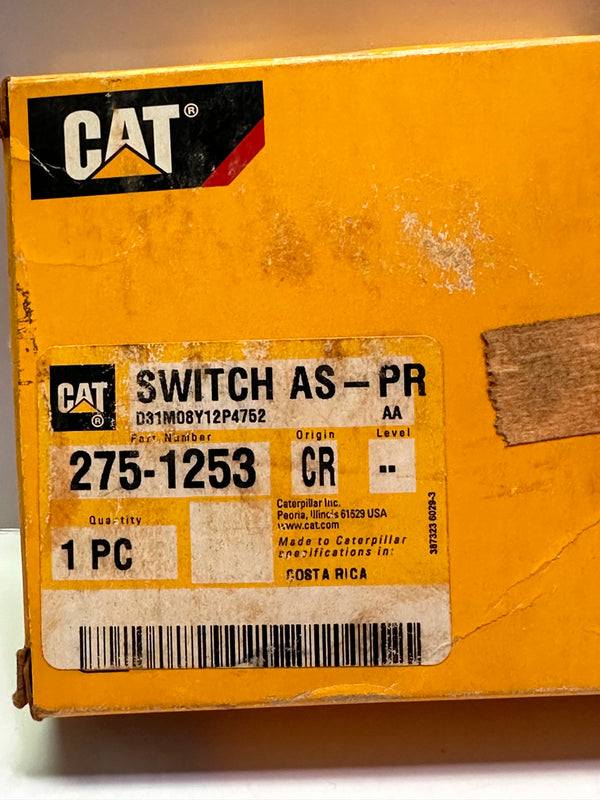 CAT®
CAT®
SWITCH AS-PR
D31M08Y12P4752 AA
Part Number Origin Level
275-1253 CR --
Quantity
1 PC
Caterpillar Inc.
Peoria, Illinois 61629 USA
www.cat.com
Made to Caterpillar
specifications in:
COSTA RICA
387323 6029-3